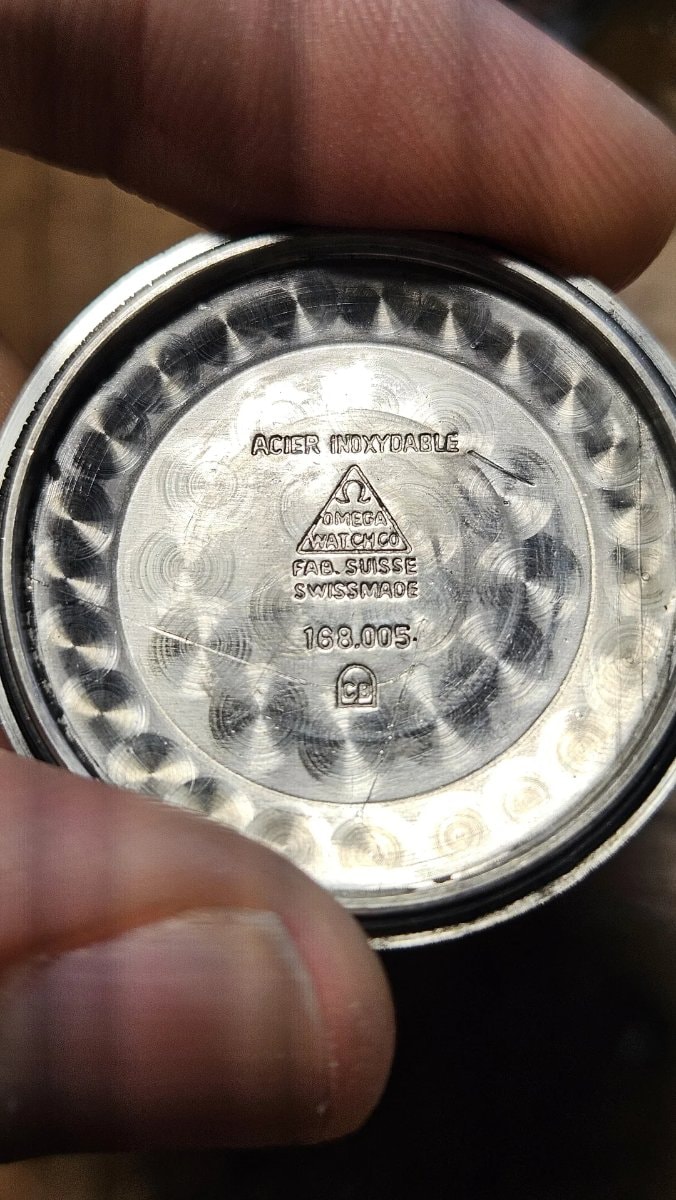 ACIER INOXYDABLE
Ω
OMEGA
WATCH CO
FAB. SUISSE
SWISS MADE
168.005
CB